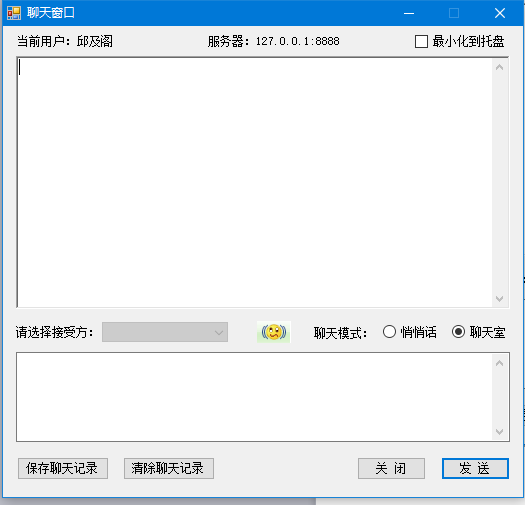 聊天窗口
当前用户：邱及阁 服务器：127.0.0.1:8888 最小化到托盘
请选择接受方： 聊天模式： 悄悄话 聊天室
保存聊天记录 清除聊天记录 关 闭 发 送